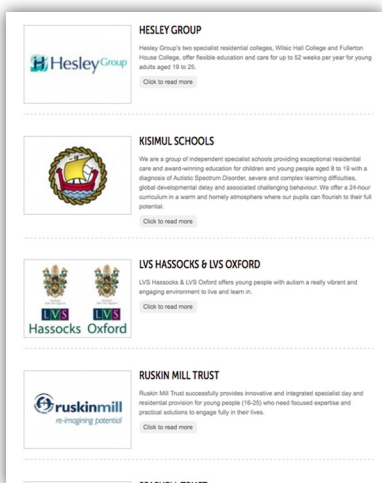 HESLEY GROUP
Hesley Group
Hesley Group's two specialist residential colleges, Wilsic Hall College and Fullerton
House College, offer flexible education and care for up to 52 weeks per year for young
adults aged 19 to 25.
Click to read more
KISIMUL SCHOOLS
We are a group of independent specialist schools providing exceptional residential
care and award-winning education for children and young people aged 8 to 19 with a
diagnosis of Autistic Spectrum Disorder, severe and complex learning difficulties,
global developmental delay and associated challenging behaviour. We offer a 24-hour
curriculum in a warm and homely atmosphere where our pupils can flourish to their full
potential.
Click to read more
LVS HASSOCKS & LVS OXFORD
LVS Hassocks & LVS Oxford offers young people with autism a really vibrant and
engaging environment to live and learn in.
Click to read more
LVS LVS
Hassocks Oxford
RUSKIN MILL TRUST
Ruskin Mill Trust successfully provides innovative and integrated specialist day and
residential provision for young people (16-25) who need focused expertise and
practical solutions to engage fully in their lives.
Click to read more
ruskinmill
re-imagining potential